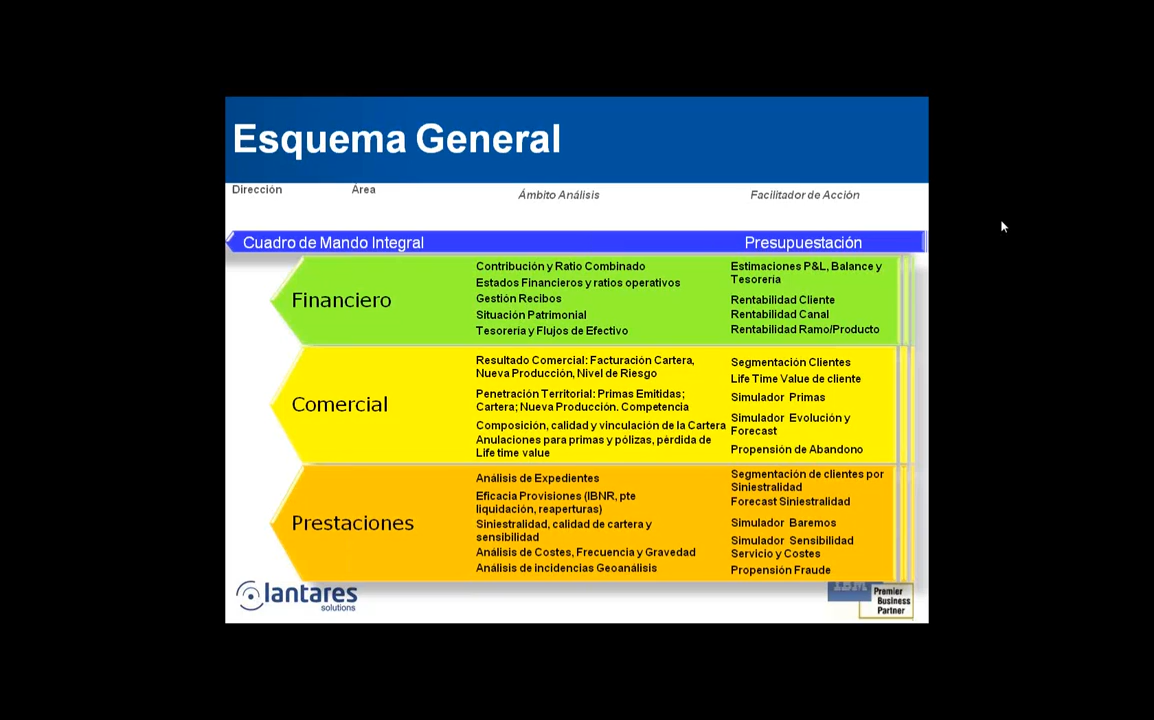 Esquema General
Dirección
Área
Ámbito Análisis
Facilitador de Acción
Cuadro de Mando Integral
Presupuestación
Financiero
Contribución y Ratio Combinado
Estados Financieros y ratios operativos
Gestión Recibos
Situación Patrimonial
Tesorería y Flujos de Efectivo
Estimaciones P&L, Balance y
Tesorería
Rentabilidad Cliente
Rentabilidad Canal
Rentabilidad Ramo/Producto
Comercial
Resultado Comercial: Facturación Cartera,
Nueva Producción, Nivel de Riesgo
Penetración Territorial: Primas Emitidas;
Cartera; Nueva Producción. Competencia
Composición, calidad y vinculación de la Cartera
Anulaciones para primas y pólizas, pérdida de
Life time value
Segmentación Clientes
Life Time Value de cliente
Simulador Primas
Simulador Evolución y
Forecast
Propensión de Abandono
Prestaciones
Análisis de Expedientes
Eficacia Provisiones (IBNR, pte
liquidación, reaperturas)
Siniestralidad, calidad de cartera y
sensibilidad
Análisis de Costes, Frecuencia y Gravedad
Análisis de incidencias Geoanálisis
Segmentación de clientes por
Siniestralidad
Forecast Siniestralidad
Simulador Baremos
Simulador Sensibilidad
Servicio y Costes
Propensión Fraude
lantares
solutions
IBM
Premier
Business
Partner